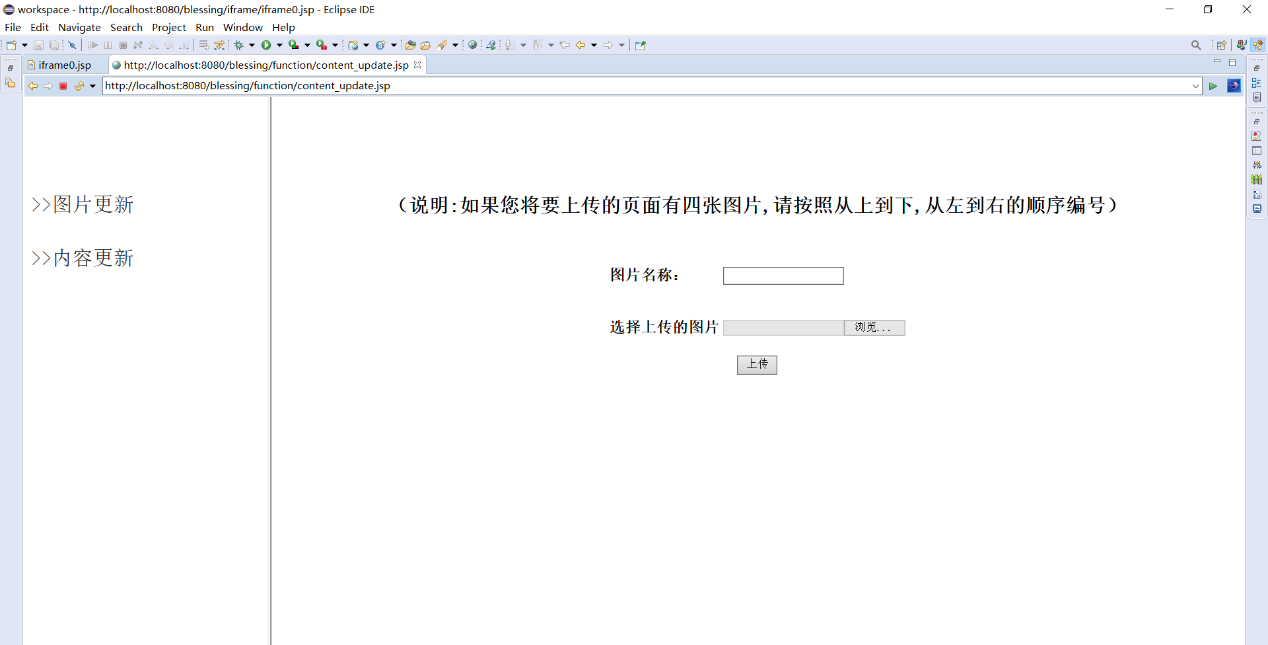 workspace - http://localhost:8080/blessing/iframe/iframe0.jsp - Eclipse IDE
File Edit Navigate Search Project Run Window Help
iframe0.jsp http://localhost:8080/blessing/function/content_update.jsp
http://localhost:8080/blessing/function/content_update.jsp
>>图片更新
(说明:如果您将要上传的页面有四张图片,请按照从上到下,从左到右的顺序编号)
>>内容更新
图片名称:
选择上传的图片 浏览...
上传